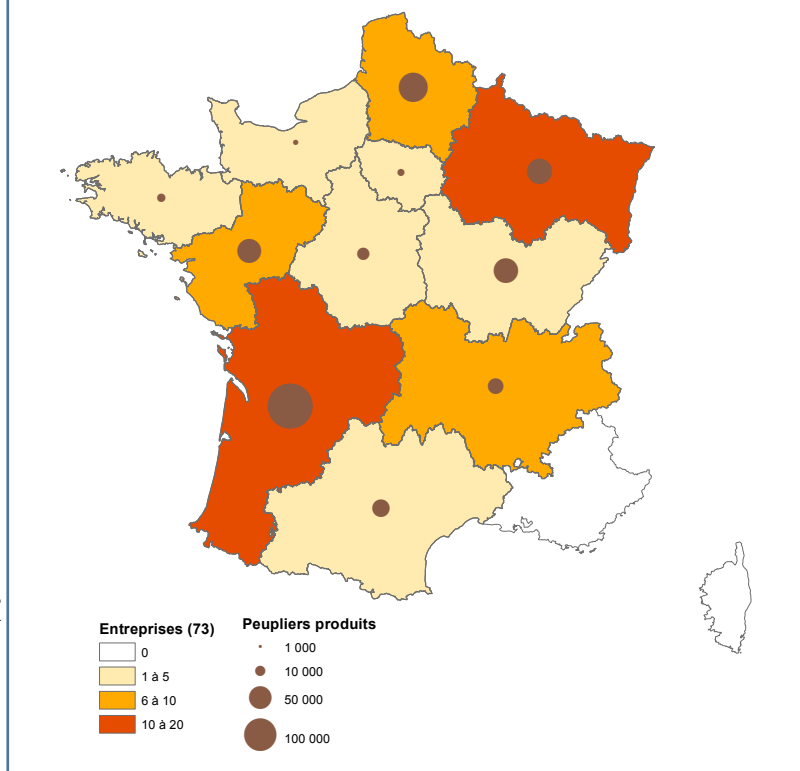 Entreprises (73)
0
1 à 5
6 à 10
10 à 20
Peupliers produits
1 000
10 000
50 000
100 000